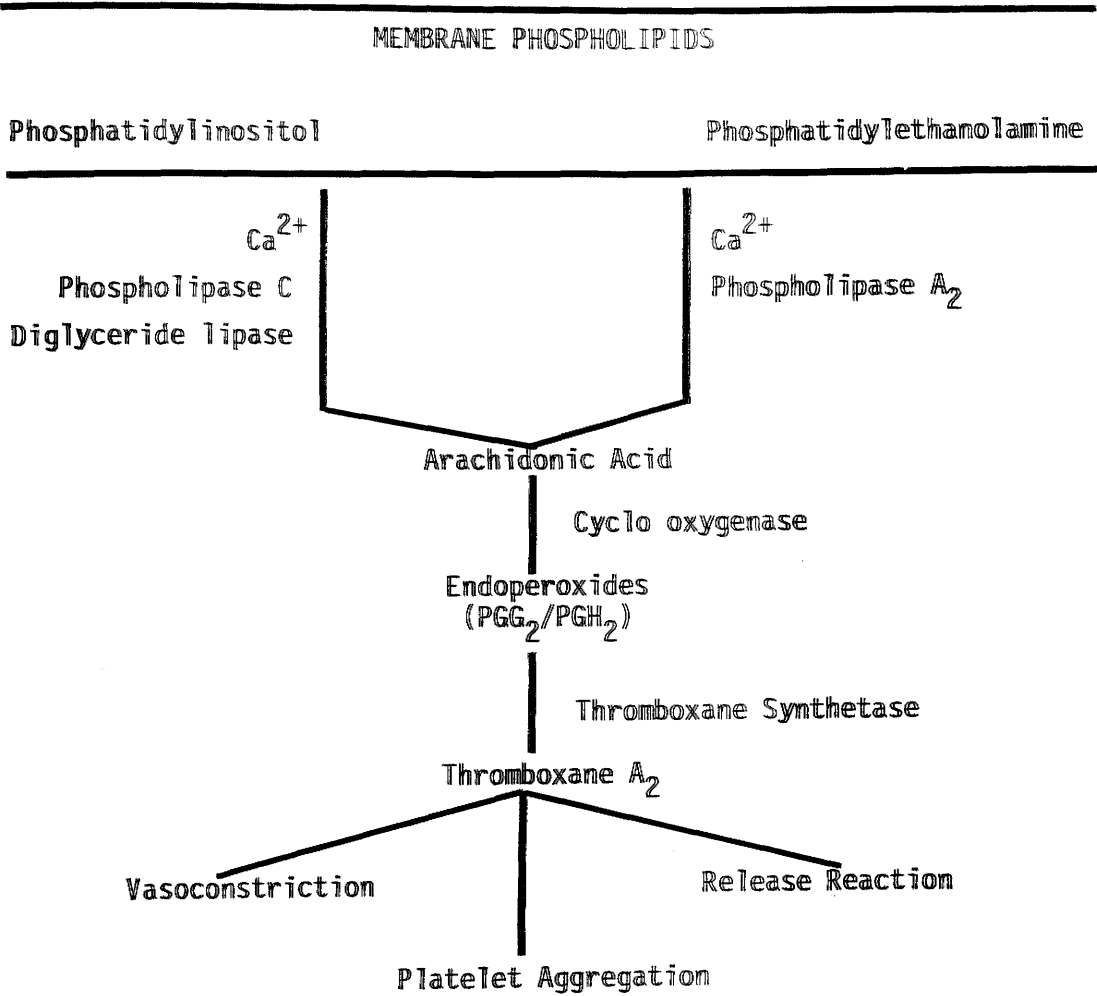 MEMBRANE PHOSPHOLIPIDS
Phosphatidylinositol
Phosphatidylethanolamine
Ca2+
Phospholipase C
Diglyceride lipase
Ca2+
Phospholipase A2
Arachidonic Acid
Cyclo oxygenase
Endoperoxides
(PGG2/PGH2)
Thromboxane Synthetase
Thromboxane A2
Vasoconstriction
Release Reaction
Platelet Aggregation